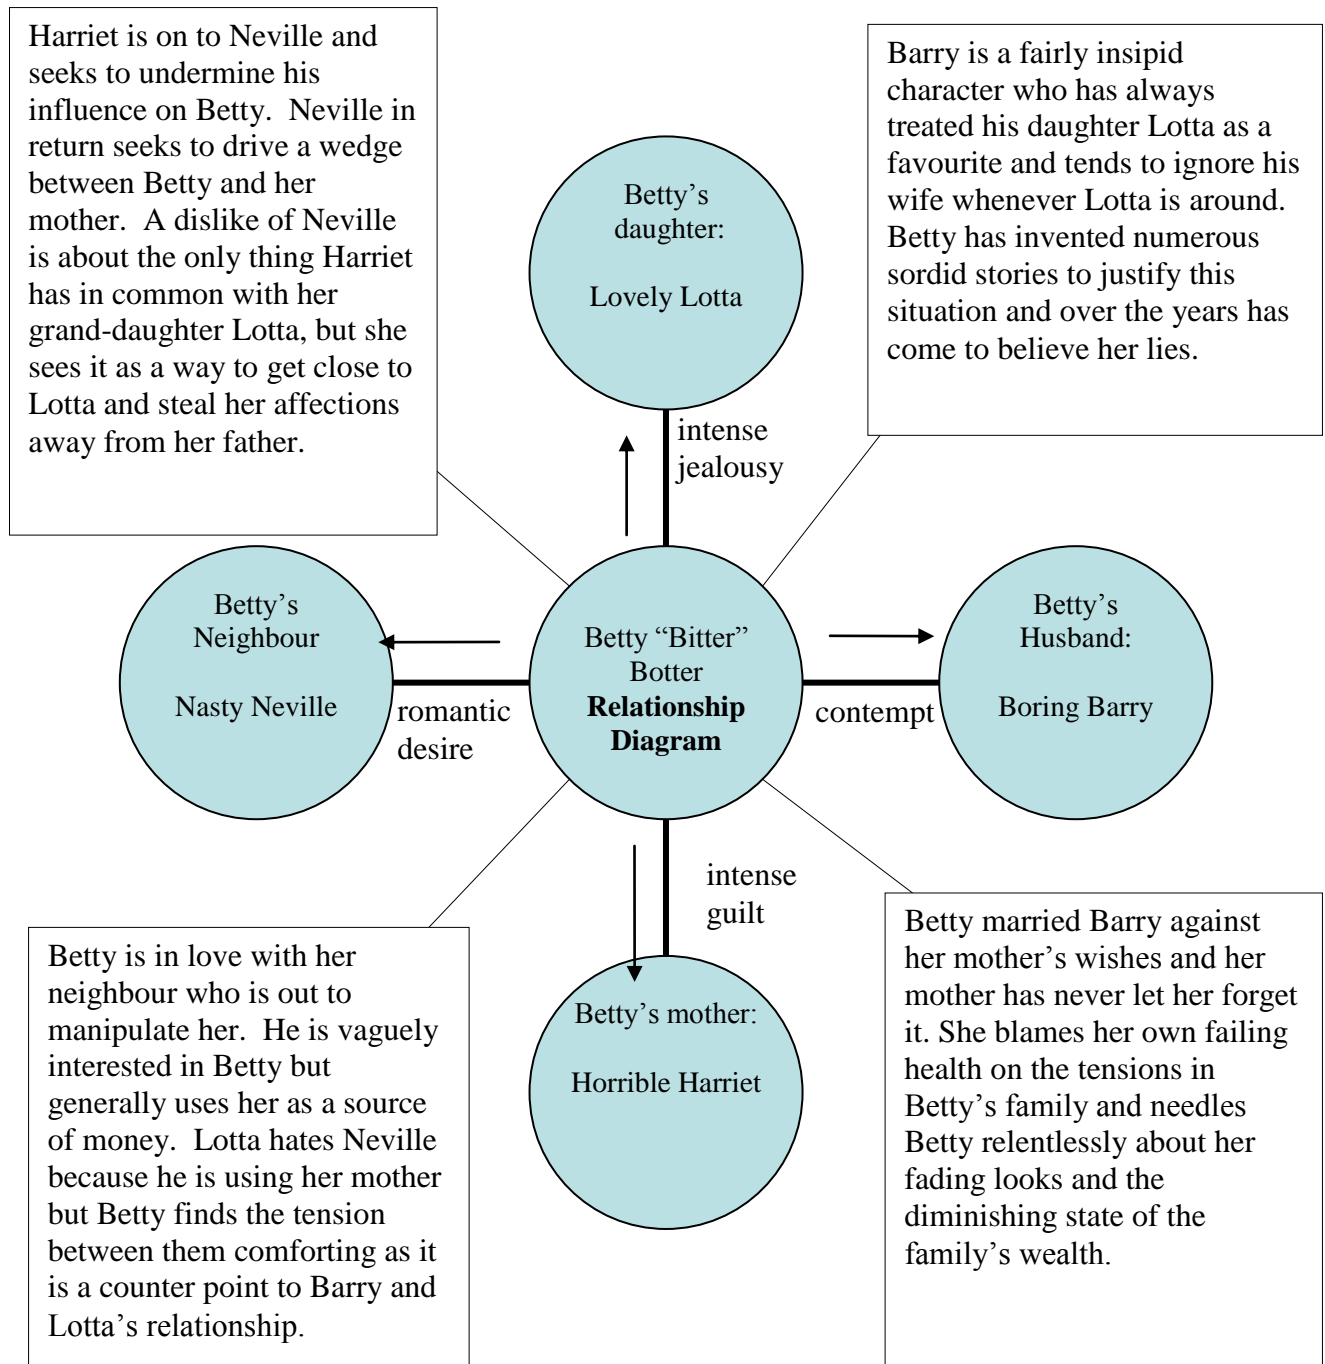 Harriet is on to Neville and
seeks to undermine his
influence on Betty.  Neville in
return seeks to drive a wedge
between Betty and her
mother.  A dislike of Neville
is about the only thing Harriet
has in common with her
grand-daughter Lotta, but she
sees it as a way to get close to
Lotta and steal her affections
away from her father.
Barry is a fairly insipid
character who has always
treated his daughter Lotta as a
favourite and tends to ignore his
wife whenever Lotta is around.
Betty has invented numerous
sordid stories to justify this
situation and over the years has
come to believe her lies.
Betty’s
daughter:
Lovely Lotta
intense
jealousy
Betty’s
Neighbour
Nasty Neville
romantic
desire
Betty “Bitter”
Botter
Relationship
Diagram
contempt
Betty’s
Husband:
Boring Barry
intense
guilt
Betty’s mother:
Horrible Harriet
Betty is in love with her
neighbour who is out to
manipulate her.  He is vaguely
interested in Betty but
generally uses her as a source
of money.  Lotta hates Neville
because he is using her mother
but Betty finds the tension
between them comforting as it
is a counter point to Barry and
Lotta’s relationship.
Betty married Barry against
her mother’s wishes and her
mother has never let her forget
it. She blames her own failing
health on the tensions in
Betty’s family and needles
Betty relentlessly about her
fading looks and the
diminishing state of the
family’s wealth.